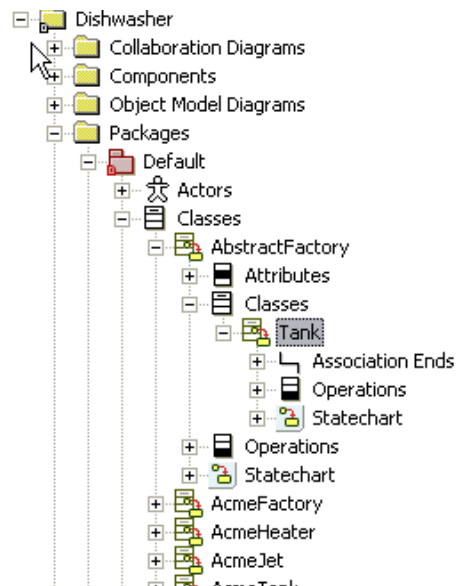 Dishwasher
Collaboration Diagrams
Components
Object Model Diagrams
Packages
Default
Actors
Classes
AbstractFactory
Attributes
Classes
Tank
Association Ends
Operations
Statechart
Operations
Statechart
AcmeFactory
AcmeHeater
AcmeJet
AcmeTank